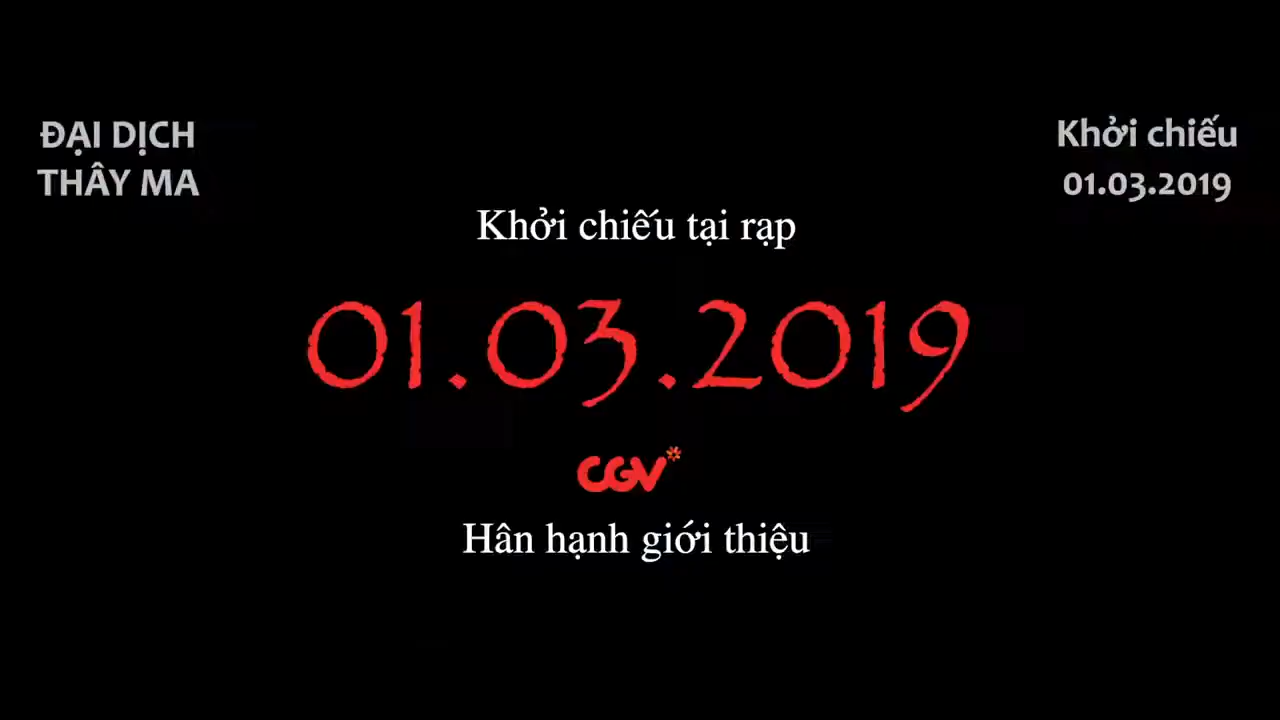 ĐẠI DỊCH
THÂY MA
Khởi chiếu
01.03.2019
Khởi chiếu tại rạp
01.03.2019
CGV*
Hân hạnh giới thiệu